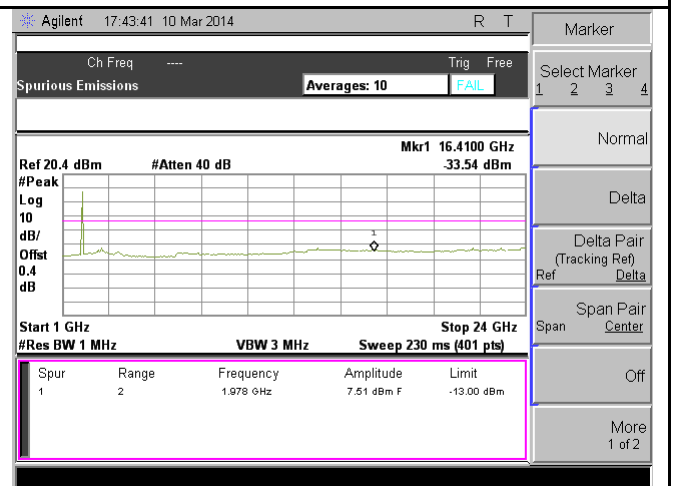 Agilent 17:43:41 10 Mar 2014 R T
Ch Freq ---- Trig Free
Spurious Emissions Averages: 10 FAIL
Mkr1 16.4100 GHz
Ref 20.4 dBm #Atten 40 dB -33.54 dBm
#Peak
Log
10
dB/
Offst
0.4
dB
1
Start 1 GHz Stop 24 GHz
#Res BW 1 MHz VBW 3 MHz Sweep 230 ms (401 pts)
Spur Range Frequency Amplitude Limit
1 2 1.978 GHz 7.51 dBm F -13.00 dBm
Marker
Select Marker
1 2 3 4
Normal
Delta
Delta Pair
(Tracking Ref)
Ref Delta
Span Pair
Span Center
Off
More
1 of 2